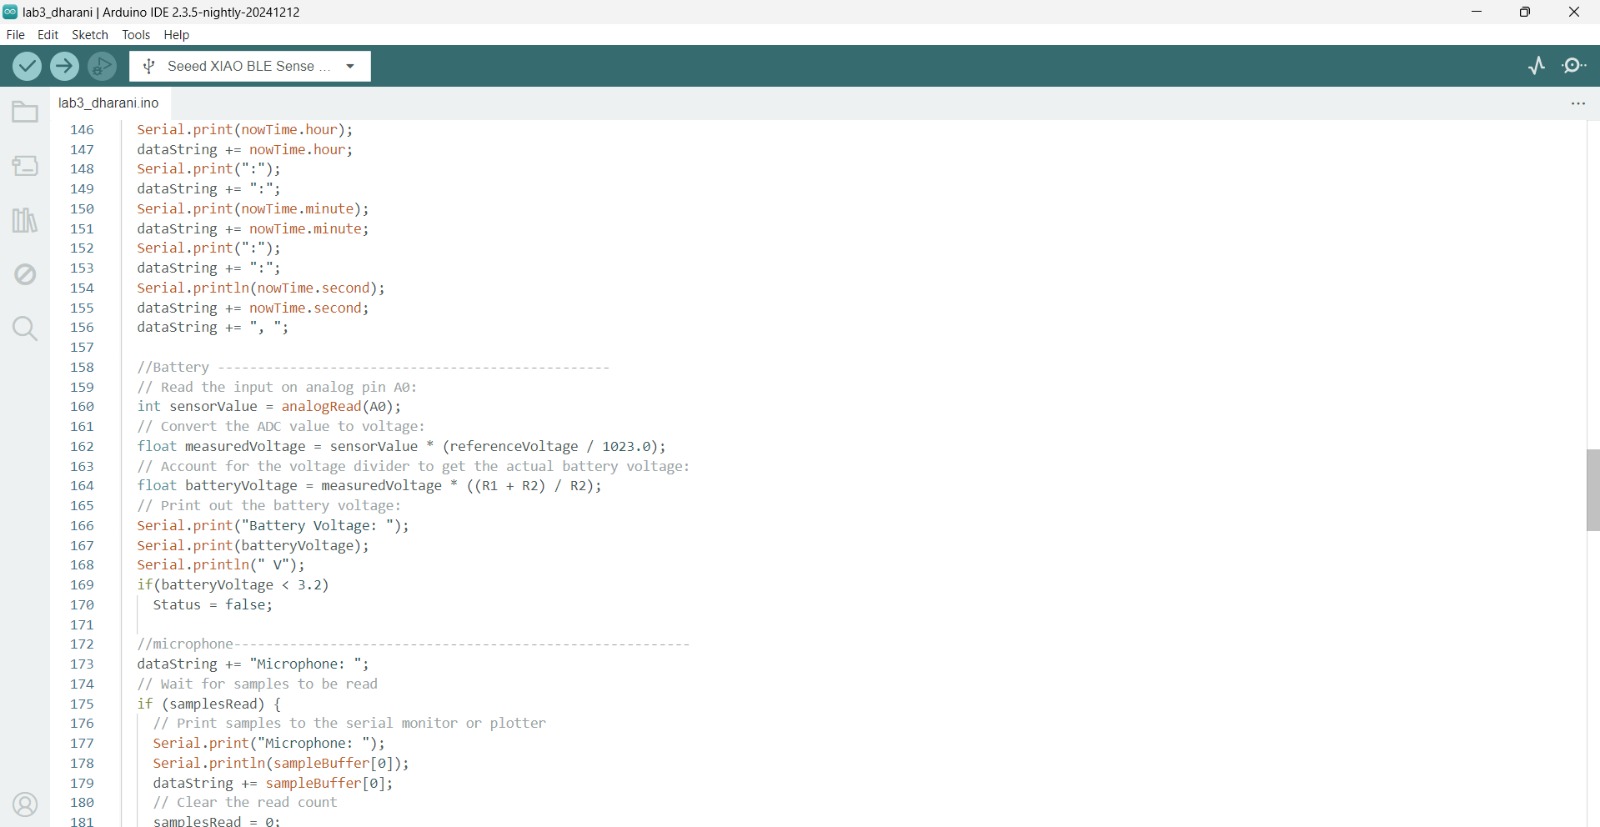 lab3_dharani | Arduino IDE 2.3.5-nightly-20241212
File Edit Sketch Tools Help
Seeed XIAO BLE Sense ...
lab3_dharani.ino
146 Serial.print(nowTime.hour);
147 dataString += nowTime.hour;
148 Serial.print(":");
149 dataString += ":";
150 Serial.print(nowTime.minute);
151 dataString += nowTime.minute;
152 Serial.print(":");
153 dataString += ":";
154 Serial.println(nowTime.second);
155 dataString += nowTime.second;
156 dataString += ", ";
157
158 //Battery -------------------------------------------------
159 // Read the input on analog pin A0:
160 int sensorValue = analogRead(A0);
161 // Convert the ADC value to voltage:
162 float measuredVoltage = sensorValue * (referenceVoltage / 1023.0);
163 // Account for the voltage divider to get the actual battery voltage:
164 float batteryVoltage = measuredVoltage * ((R1 + R2) / R2);
165 // Print out the battery voltage:
166 Serial.print("Battery Voltage: ");
167 Serial.print(batteryVoltage);
168 Serial.println(" V");
169 if(batteryVoltage < 3.2)
170 Status = false;
171
172 //microphone---------------------------------------------------------
173 dataString += "Microphone: ";
174 // Wait for samples to be read
175 if (samplesRead) {
176 // Print samples to the serial monitor or plotter
177 Serial.print("Microphone: ");
178 Serial.println(sampleBuffer[0]);
179 dataString += sampleBuffer[0];
180 // Clear the read count
181 samplesRead = 0;